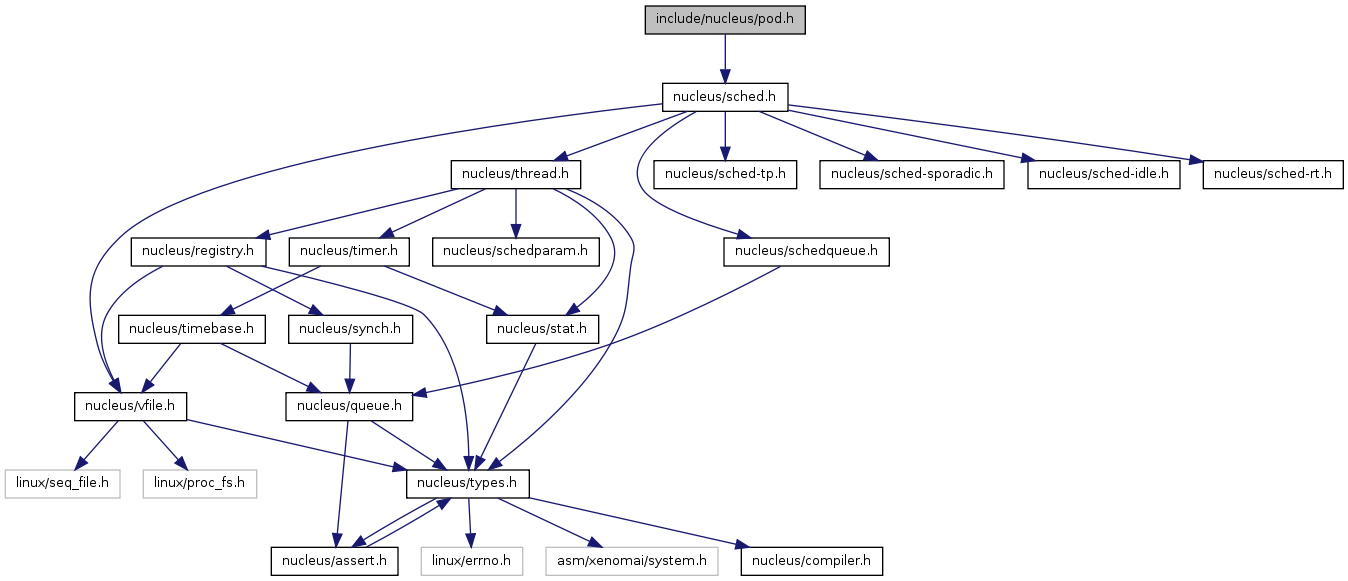 include/nucleus/pod.h
nucleus/sched.h
nucleus/thread.h
nucleus/sched-tp.h
nucleus/sched-sporadic.h
nucleus/sched-idle.h
nucleus/sched-rt.h
nucleus/registry.h
nucleus/timer.h
nucleus/schedparam.h
nucleus/schedqueue.h
nucleus/timebase.h
nucleus/synch.h
nucleus/stat.h
nucleus/vfile.h
nucleus/queue.h
linux/seq_file.h
linux/proc_fs.h
nucleus/types.h
nucleus/assert.h
linux/errno.h
asm/xenomai/system.h
nucleus/compiler.h